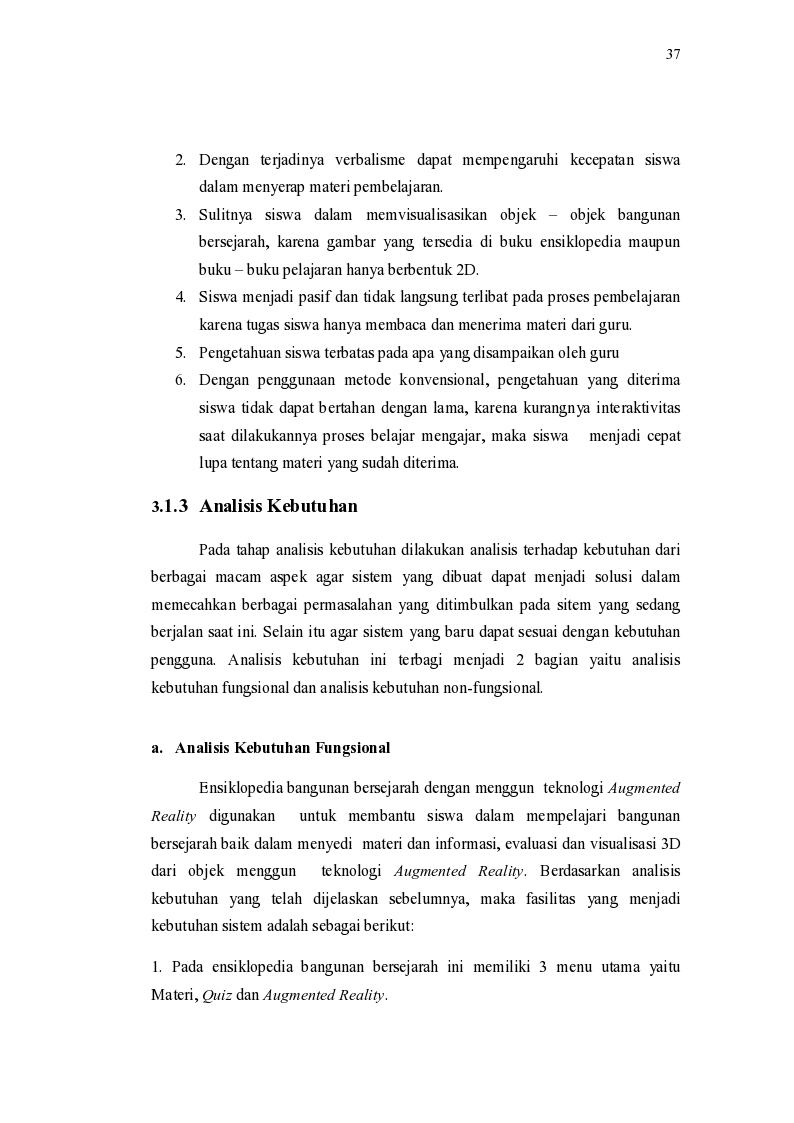 37
2. Dengan terjadinya verbalisme dapat mempengaruhi kecepatan siswa
dalam menyerap materi pembelajaran.
3. Sulitnya siswa dalam memvisualisasikan objek – objek bangunan
bersejarah, karena gambar yang tersedia di buku ensiklopedia maupun
buku – buku pelajaran hanya berbentuk 2D.
4. Siswa menjadi pasif dan tidak langsung terlibat pada proses pembelajaran
karena tugas siswa hanya membaca dan menerima materi dari guru.
5. Pengetahuan siswa terbatas pada apa yang disampaikan oleh guru
6. Dengan penggunaan metode konvensional, pengetahuan yang diterima
siswa tidak dapat bertahan dengan lama, karena kurangnya interaktivitas
saat dilakukannya proses belajar mengajar, maka siswa menjadi cepat
lupa tentang materi yang sudah diterima.
3.1.3 Analisis Kebutuhan
Pada tahap analisis kebutuhan dilakukan analisis terhadap kebutuhan dari
berbagai macam aspek agar sistem yang dibuat dapat menjadi solusi dalam
memecahkan berbagai permasalahan yang ditimbulkan pada sitem yang sedang
berjalan saat ini. Selain itu agar sistem yang baru dapat sesuai dengan kebutuhan
pengguna. Analisis kebutuhan ini terbagi menjadi 2 bagian yaitu analisis
kebutuhan fungsional dan analisis kebutuhan non-fungsional.
a. Analisis Kebutuhan Fungsional
Ensiklopedia bangunan bersejarah dengan menggun teknologi Augmented
Reality digunakan untuk membantu siswa dalam mempelajari bangunan
bersejarah baik dalam menyedi materi dan informasi, evaluasi dan visualisasi 3D
dari objek menggun teknologi Augmented Reality. Berdasarkan analisis
kebutuhan yang telah dijelaskan sebelumnya, maka fasilitas yang menjadi
kebutuhan sistem adalah sebagai berikut:
1. Pada ensiklopedia bangunan bersejarah ini memiliki 3 menu utama yaitu
Materi, Quiz dan Augmented Reality.